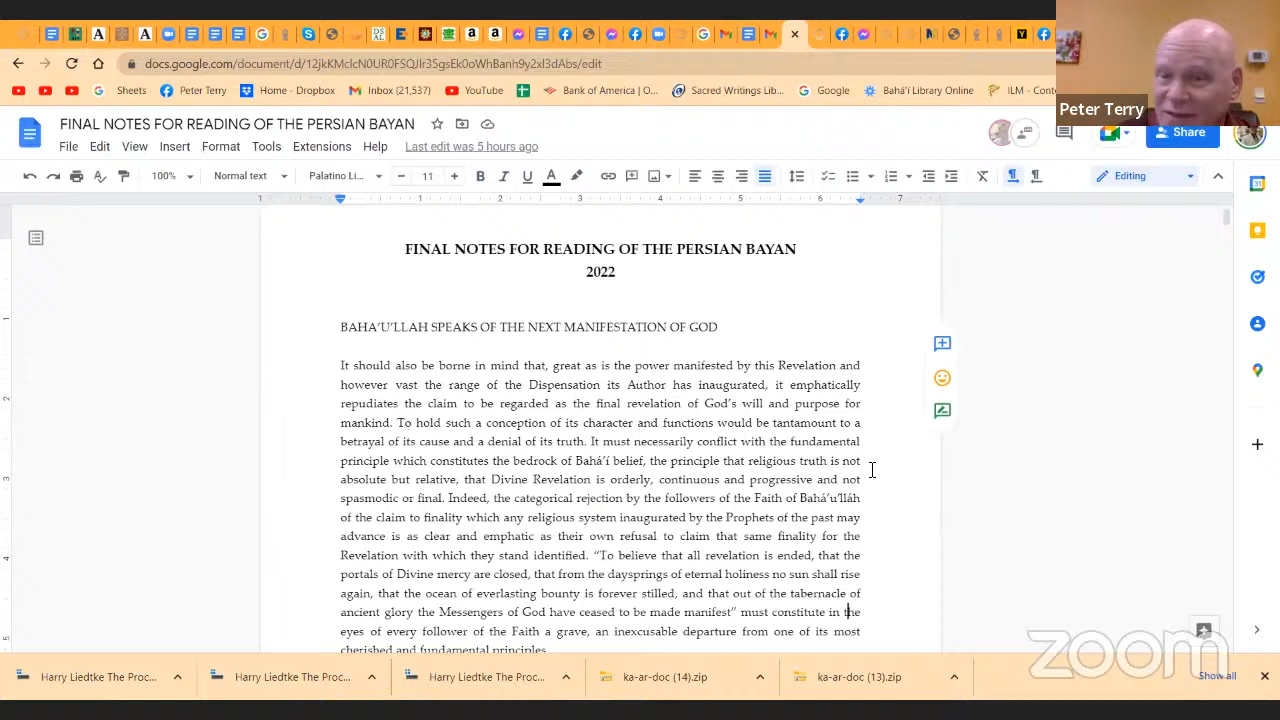 docs.google.com/document/d/12jkKMcIcN0UR0FSQJlr35gsEk0oWhBanh9y2xl3dAbs/edit
Sheets
Peter Terry
Home - Dropbox
Inbox (21,537)
YouTube
Bank of America | O...
Sacred Writings Lib...
Google
Bahá'í Library Online
ILM - Cont
Peter Terry
FINAL NOTES FOR READING OF THE PERSIAN BAYAN
File Edit View Insert Format Tools Extensions Help Last edit was 5 hours ago
Share
100% Normal text Palatino Li... 11 Editing
1 1 2 3 4 5 6 7
FINAL NOTES FOR READING OF THE PERSIAN BAYAN
2022
BAHA'U'LLAH SPEAKS OF THE NEXT MANIFESTATION OF GOD
It should also be borne in mind that, great as is the power manifested by this Revelation and
however vast the range of the Dispensation its Author has inaugurated, it emphatically
repudiates the claim to be regarded as the final revelation of God's will and purpose for
mankind. To hold such a conception of its character and functions would be tantamount to a
betrayal of its cause and a denial of its truth. It must necessarily conflict with the fundamental
principle which constitutes the bedrock of Bahá'í belief, the principle that religious truth is not
absolute but relative, that Divine Revelation is orderly, continuous and progressive and not
spasmodic or final. Indeed, the categorical rejection by the followers of the Faith of Bahá'u'lláh
of the claim to finality which any religious system inaugurated by the Prophets of the past may
advance is as clear and emphatic as their own refusal to claim that same finality for the
Revelation with which they stand identified. "To believe that all revelation is ended, that the
portals of Divine mercy are closed, that from the daysprings of eternal holiness no sun shall rise
again, that the ocean of everlasting bounty is forever stilled, and that out of the tabernacle of
ancient glory the Messengers of God have ceased to be made manifest" must constitute in the
eyes of every follower of the Faith a grave, an inexcusable departure from one of its most
cherished and fundamental principles.
zoom
Harry Liedtke The Proc...
Harry Liedtke The Proc...
Harry Liedtke The Proc...
ka-ar-doc (14).zip
ka-ar-doc (13).zip
Show all